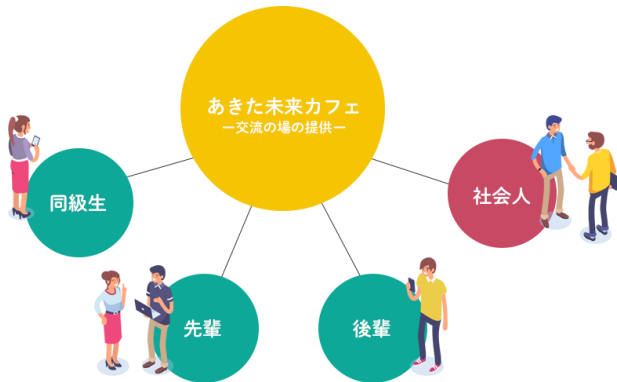 あきた未来カフェ
ー交流の場の提供ー
同級生
社会人
先輩
後輩